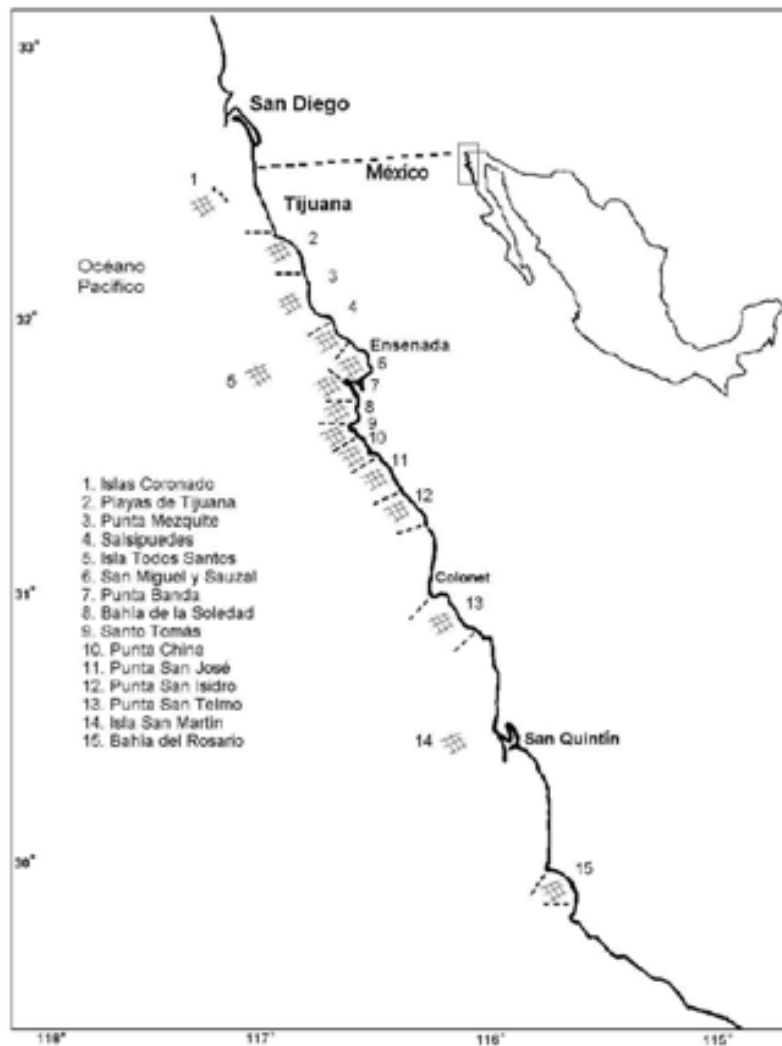 33°
San Diego
México
1
Tijuana
2
Océano
Pacífico
3
4
32°
Ensenada
6
5
7
8
9
10
11
1. Islas Coronado
12
2. Playas de Tijuana
3. Punta Mezquite
4. Salsipuedes
5. Isla Todos Santos
6. San Miguel y Sauzal
7. Punta Banda
8. Bahía de la Soledad
9. Santo Tomás
10. Punta China
11. Punta San José
12. Punta San Isidro
13. Punta San Telmo
14. Isla San Martín
15. Bahía del Rosario
31°
Colonet
13
14
San Quintín
30°
15
118°
117°
116°
115°